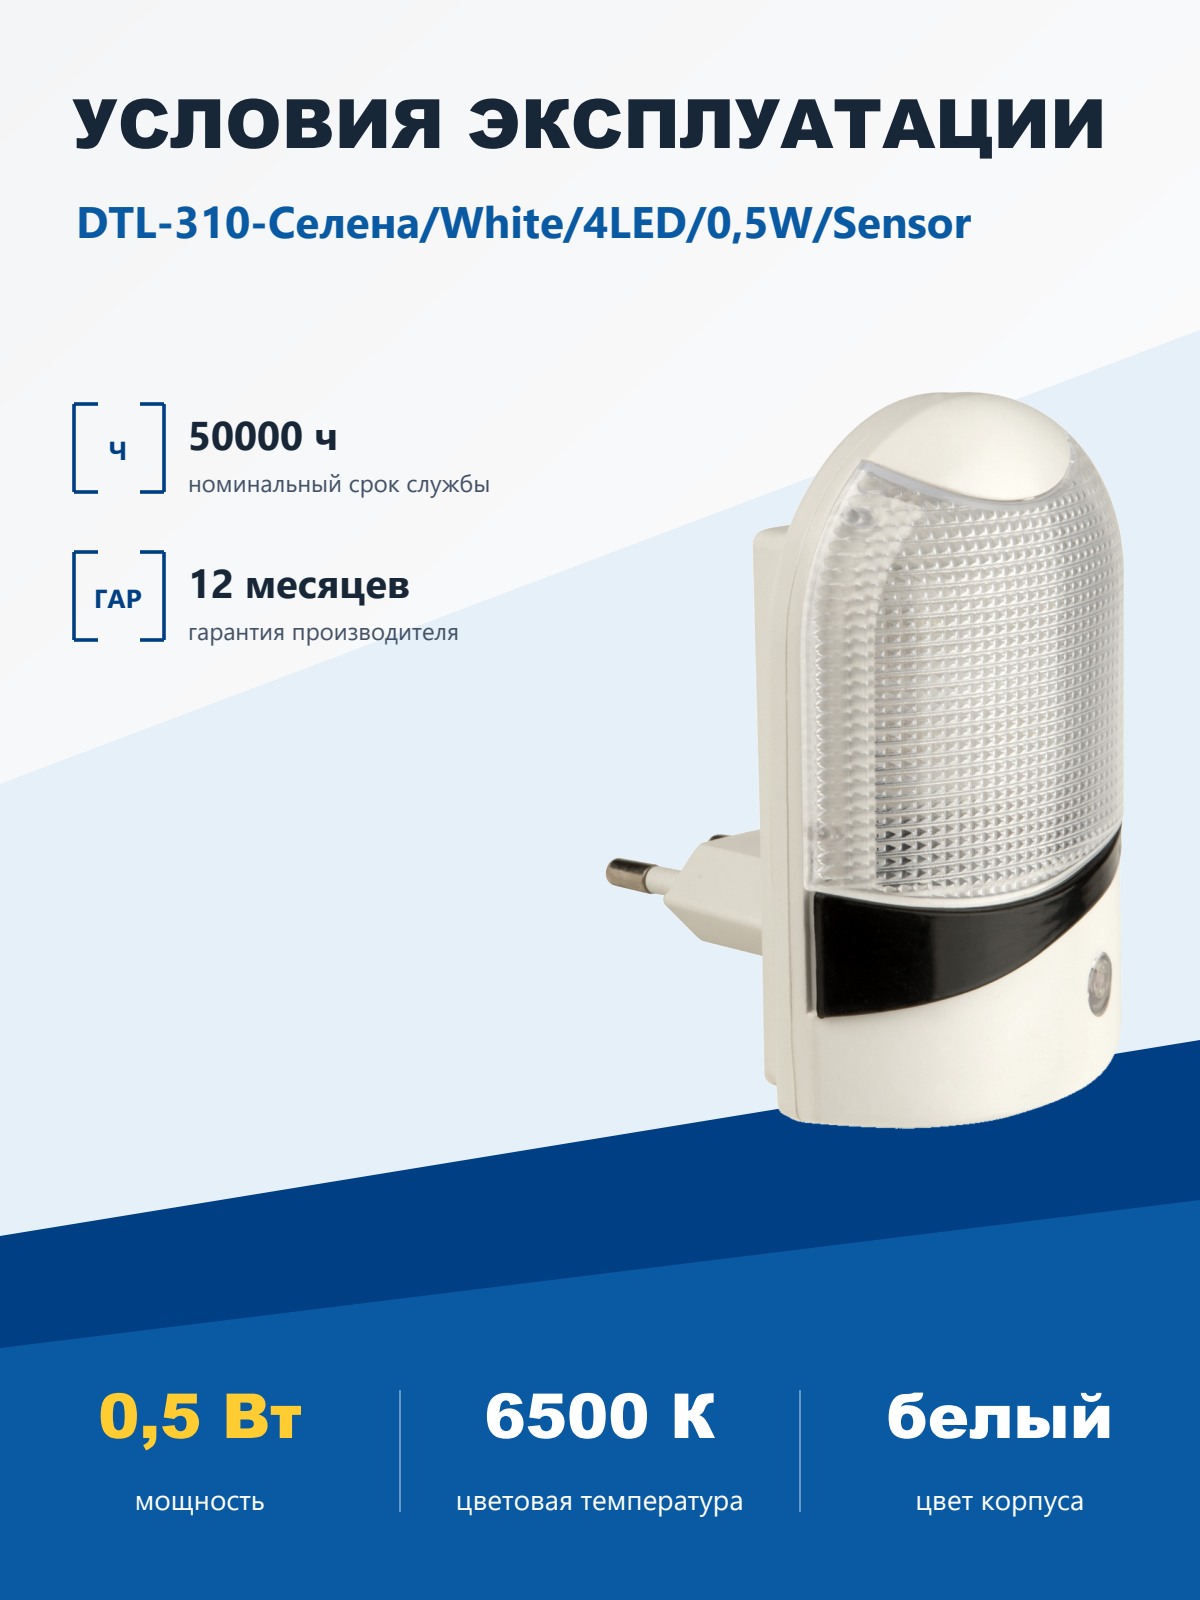 УСЛОВИЯ ЭКСПЛУАТАЦИИ
DTL-310-Селена/White/4LED/0,5W/Sensor
Ч
50000 ч
номинальный срок службы
ГАР
12 месяцев
гарантия производителя
0,5 Вт
мощность
6500 К
цветовая температура
белый
цвет корпуса